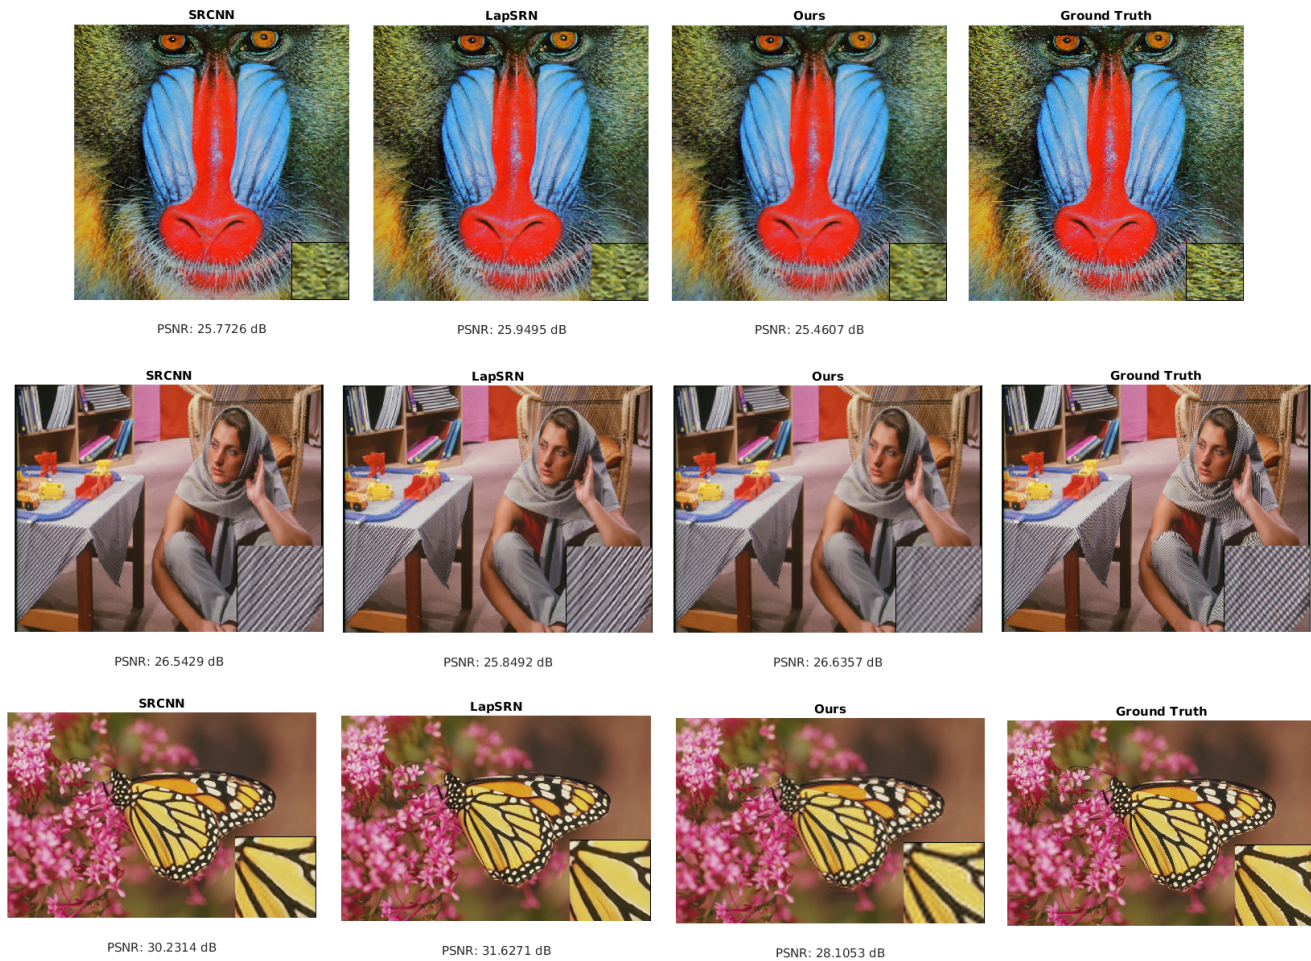 SRCNN LapSRN Ours Ground Truth
PSNR: 25.7726 dB PSNR: 25.9495 dB PSNR: 25.4607 dB
SRCNN LapSRN Ours Ground Truth
PSNR: 26.5429 dB PSNR: 25.8492 dB PSNR: 26.6357 dB
SRCNN LapSRN Ours Ground Truth
PSNR: 30.2314 dB PSNR: 31.6271 dB PSNR: 28.1053 dB